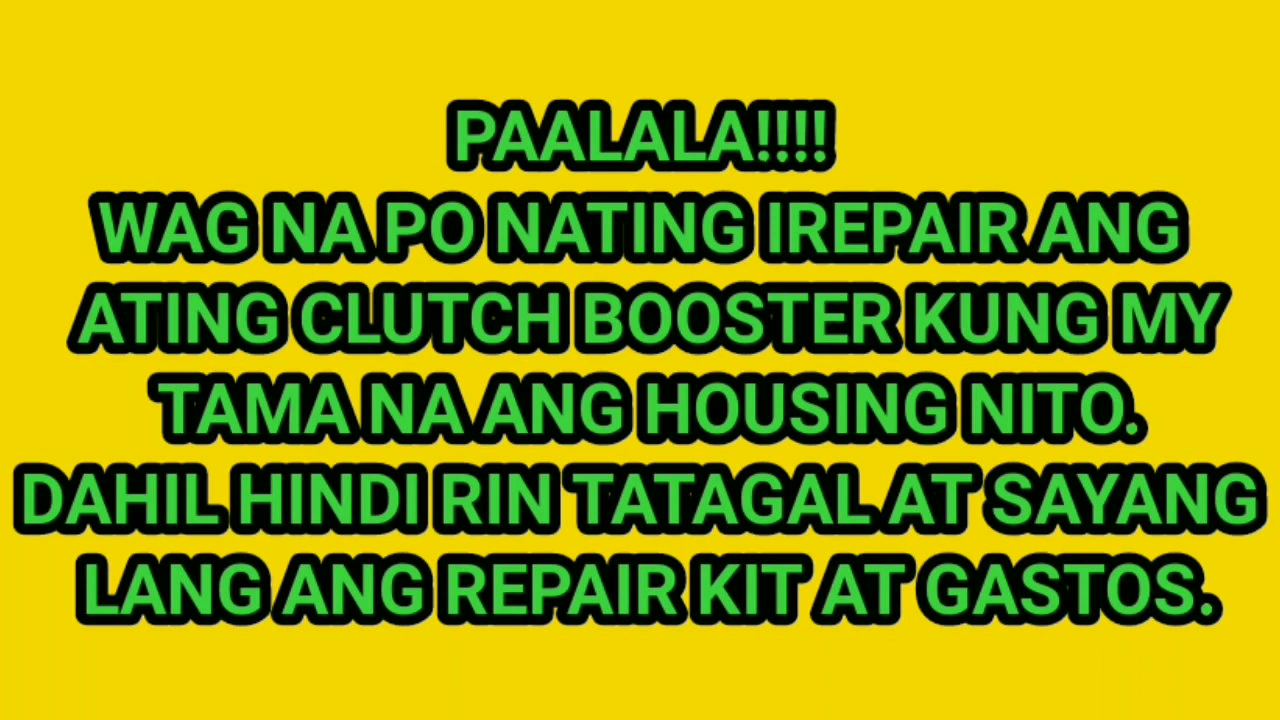 PAALALA!!!!
WAG NA PO NATING IREPAIR ANG
ATING CLUTCH BOOSTER KUNG MY
TAMA NA ANG HOUSING NITO.
DAHIL HINDI RIN TATAGAL AT SAYANG
LANG ANG REPAIR KIT AT GASTOS.